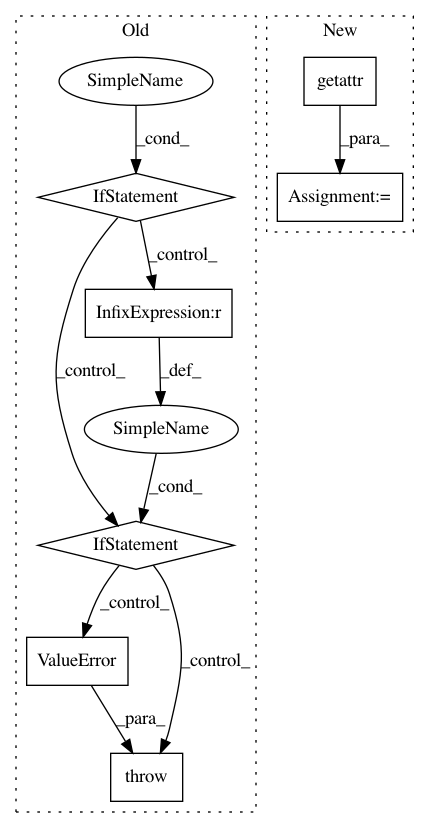 Old
New
SimpleName
getattr
_cond_
_para_
IfStatement
Assignment:=
_control_
InfixExpression:r
_control_
_def_
SimpleName
_cond_
IfStatement
_control_
ValueError
_control_
_para_
throw